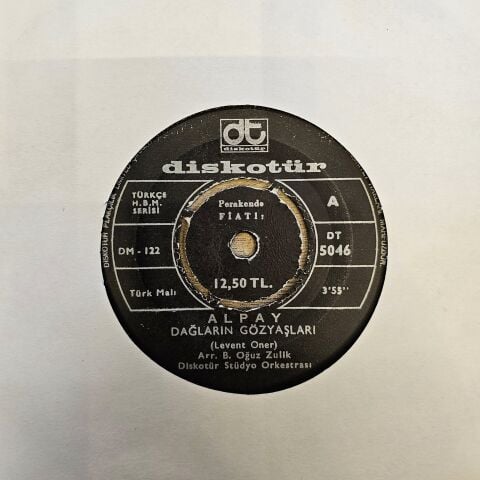 dt
diskotür
diskotür
TÜRKÇE
H.B.M.
SERİSİ
Perakende
FİATI:
A
DT
5046
DM - 122
12,50 TL.
Türk Malı
3'55"
ALPAY
DAĞLARIN GÖZYAŞLARI
(Levent Oner)
Arr. B. Oğuz Zulik
Diskotür Stüdyo Orkestrası